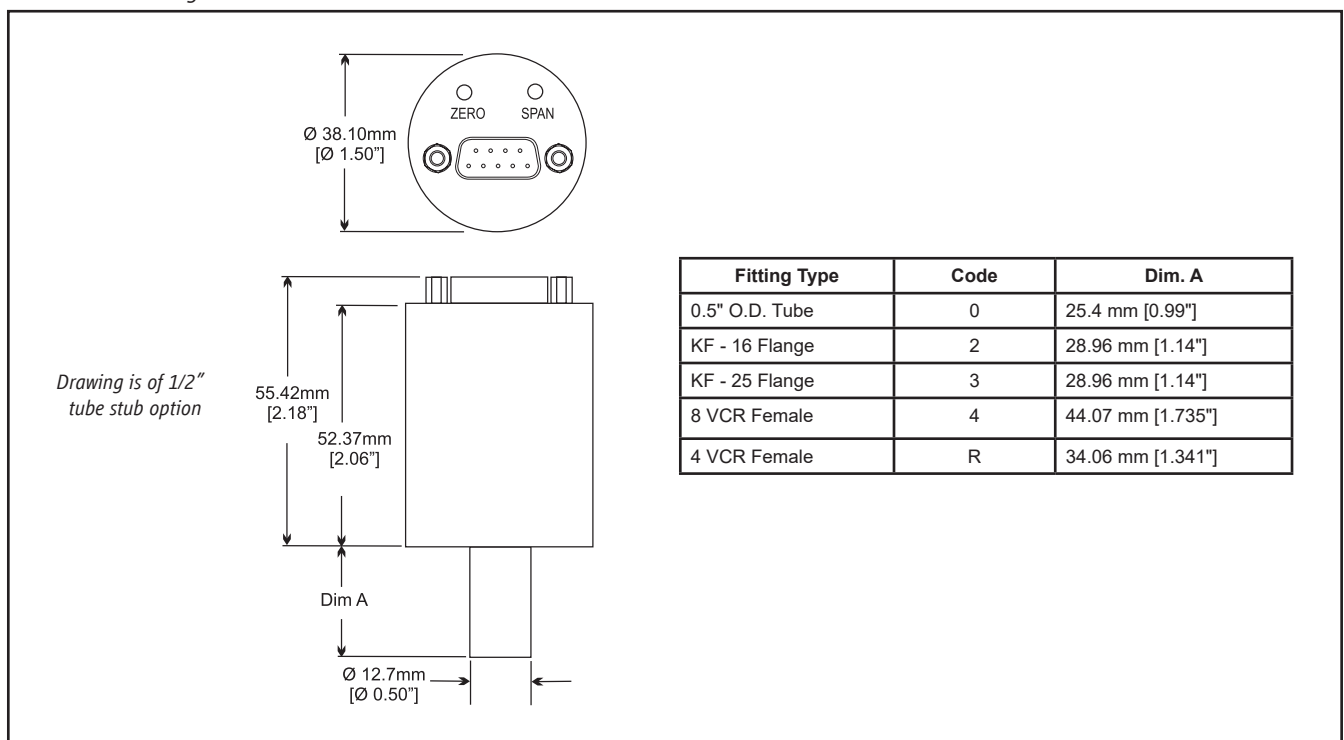 ZERO SPAN
Ø 38.10mm
[Ø 1.50”]
Fitting Type Code Dim. A
0.5" O.D. Tube 0 25.4 mm [0.99"]
KF - 16 Flange 2 28.96 mm [1.14"]
KF - 25 Flange 3 28.96 mm [1.14"]
8 VCR Female 4 44.07 mm [1.735"]
4 VCR Female R 34.06 mm [1.341"]
Drawing is of 1/2”
tube stub option
55.42mm
[2.18”]
52.37mm
[2.06”]
Dim A
Ø 12.7mm
[Ø 0.50”]